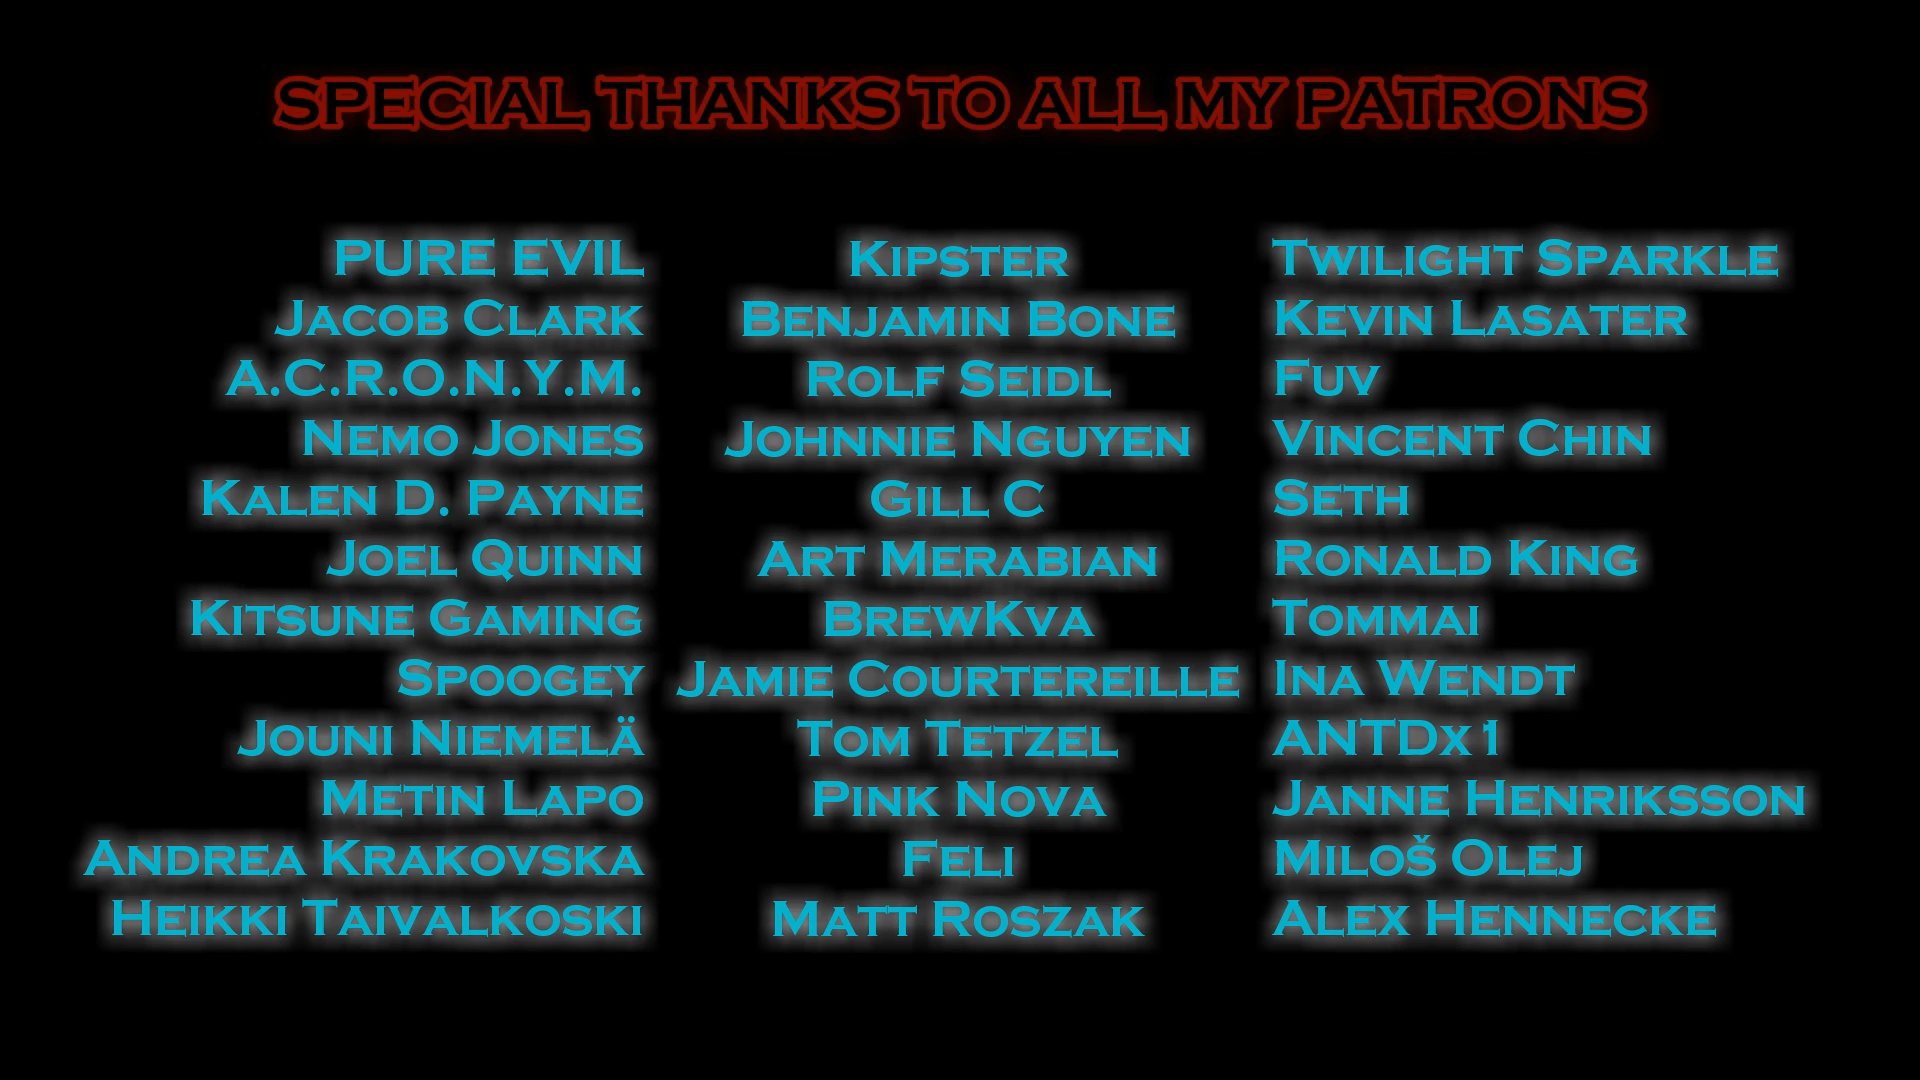 SPECIAL THANKS TO ALL MY PATRONS
PURE EVIL
Jacob Clark
A.C.R.O.N.Y.M.
Nemo Jones
Kalen D. Payne
Joel Quinn
Kitsune Gaming
Spoogey
Jouni Niemelä
Metin Lapo
Andrea Krakovska
Heikki Taivalkoski
Kipster
Benjamin Bone
Rolf Seidl
Johnnie Nguyen
Gill C
Art Merabian
BrewKva
Jamie Courtereille
Tom Tetzel
Pink Nova
Feli
Matt Roszak
Twilight Sparkle
Kevin Lasater
Fuv
Vincent Chin
Seth
Ronald King
Tommai
Ina Wendt
ANTDx1
Janne Henriksson
Miloš Olej
Alex Hennecke